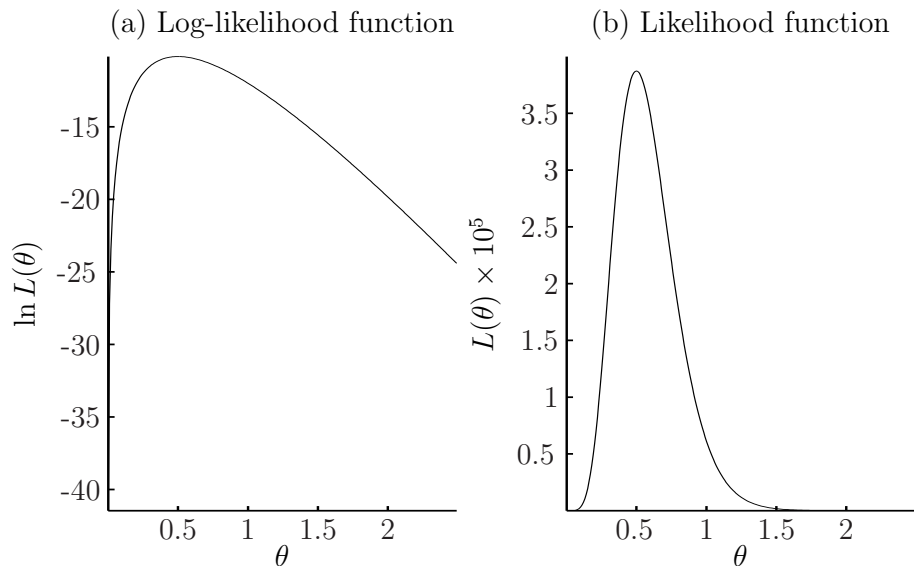 (a) Log-likelihood function
ln L(θ)
-15
-20
-25
-30
-35
-40
0.5 1 1.5 2
θ
(b) Likelihood function
L(θ) × 10⁵
3.5
3
2.5
2
1.5
1
0.5
0.5 1 1.5 2
θ